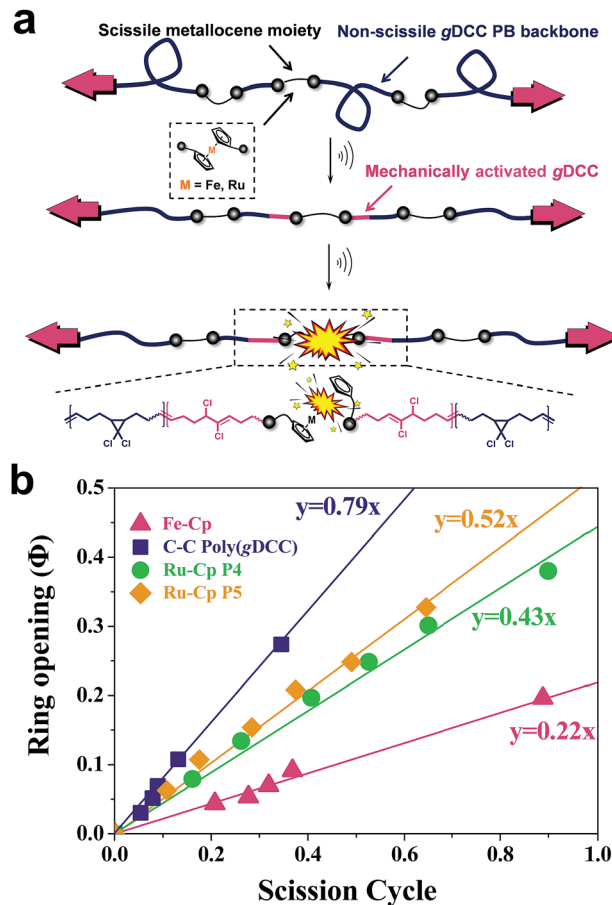 a
Scissile metallocene moiety
Non-scissile gDCC PB backbone
M
M = Fe, Ru
Mechanically activated gDCC
Cl
Cl
Cl
Cl
M
Cl
Cl
Cl
Cl
b
0.5
0.4
0.3
0.2
0.1
0.0
Ring opening (Φ)
Fe-Cp
C-C Poly(gDCC)
Ru-Cp P4
Ru-Cp P5
y=0.79x
y=0.52x
y=0.43x
y=0.22x
0.0
0.2
0.4
0.6
0.8
1.0
Scission Cycle